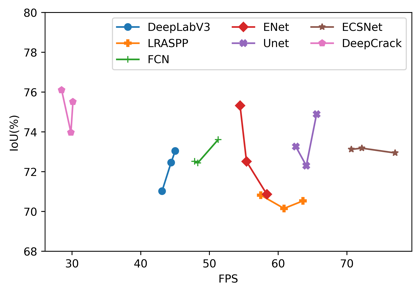 80
78
76
74
72
70
68
IoU(%)
DeepLabV3
LRASPP
FCN
ENet
Unet
ECSNet
DeepCrack
30 40 50 60 70
FPS